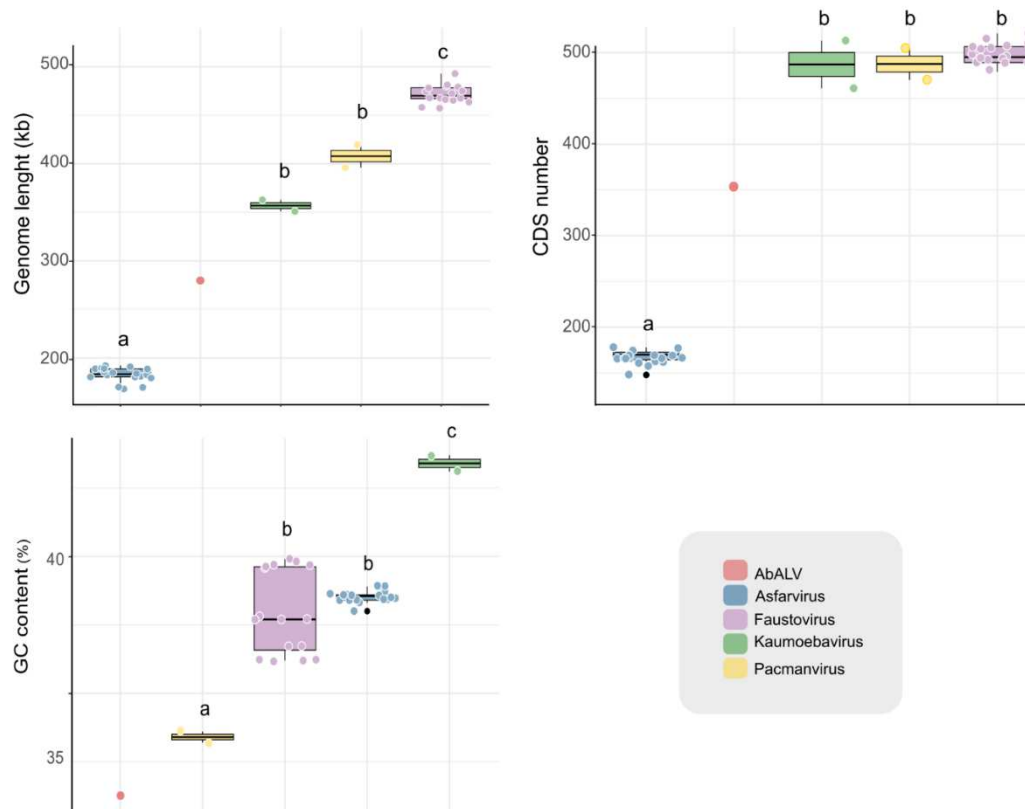 500
400
300
200
Genome lenght (kb)
a
b
b
c
500
400
300
200
CDS number
a
b
b
b
40
35
GC content (%)
a
b
b
c
AbALV
Asfarvirus
Faustovirus
Kaumoebavirus
Pacmanvirus